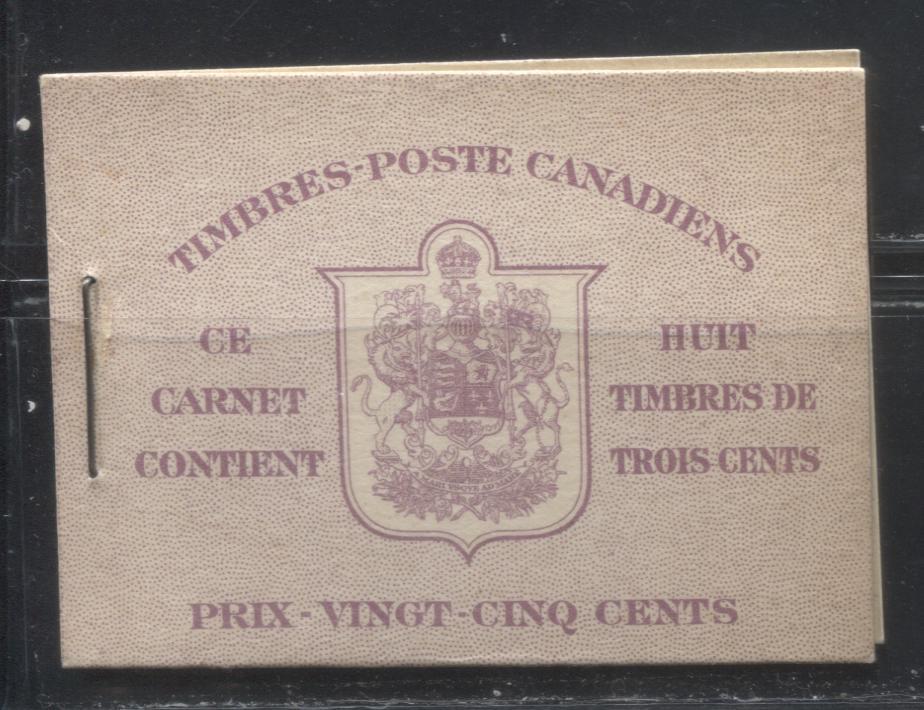 TIMBRES-POSTE CANADIENS
CE
CARNET
CONTIENT
HUIT
TIMBRES DE
TROIS CENTS
PRIX - VINGT - CINQ CENTS